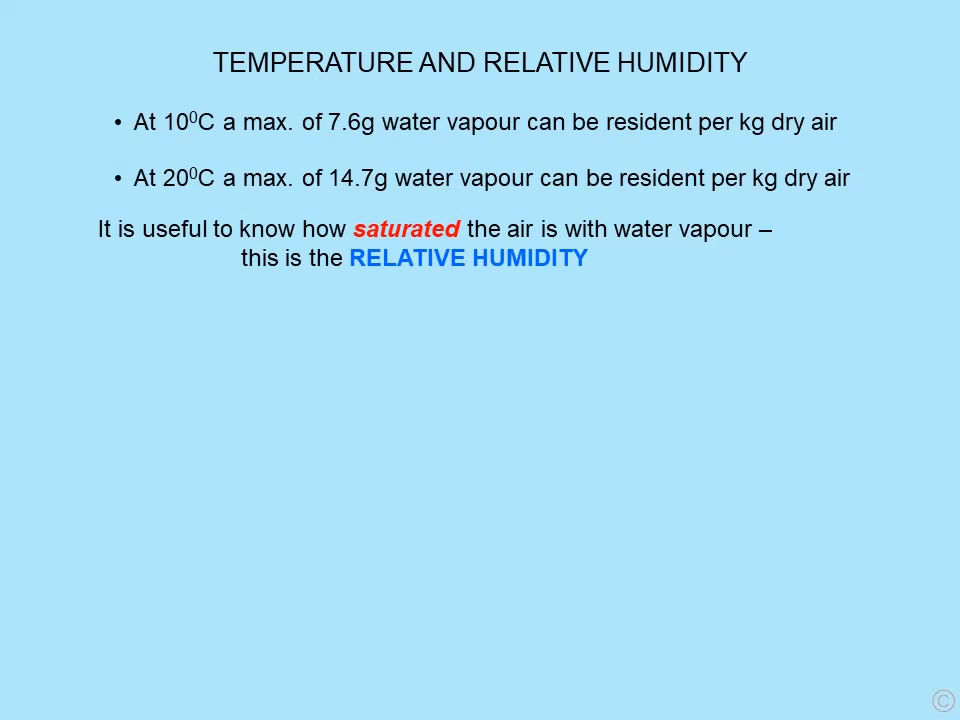 TEMPERATURE AND RELATIVE HUMIDITY
• At 10⁰C a max. of 7.6g water vapour can be resident per kg dry air
• At 20⁰C a max. of 14.7g water vapour can be resident per kg dry air
It is useful to know how saturated the air is with water vapour –
this is the RELATIVE HUMIDITY
©